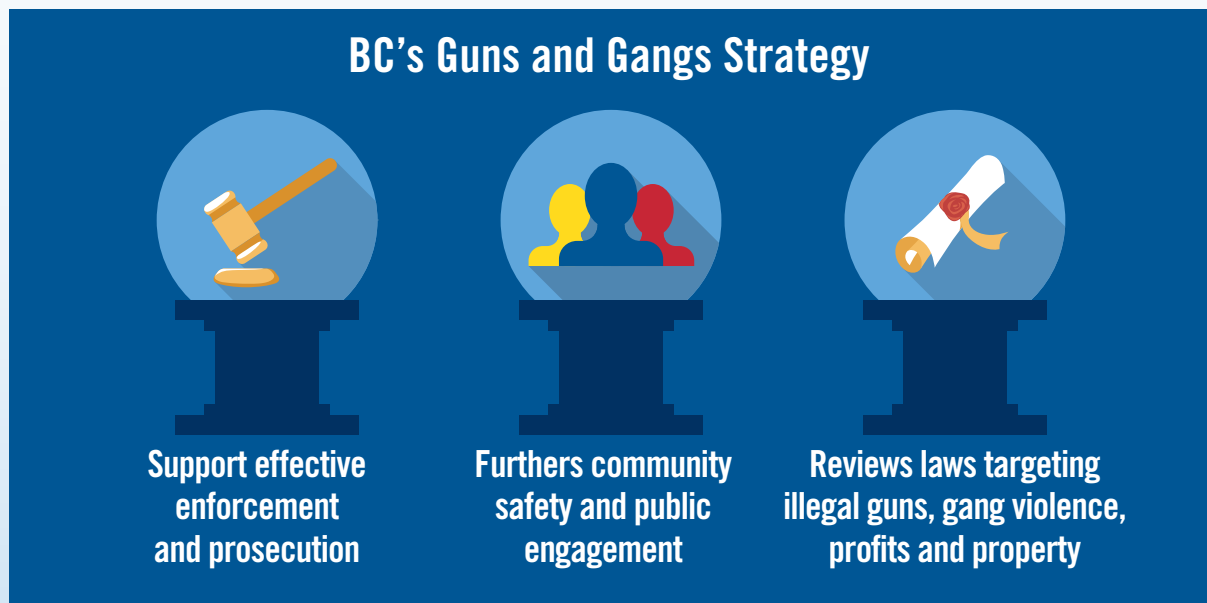 BC’s Guns and Gangs Strategy
Support effective
enforcement
and prosecution
Furthers community
safety and public
engagement
Reviews laws targeting
illegal guns, gang violence,
profits and property